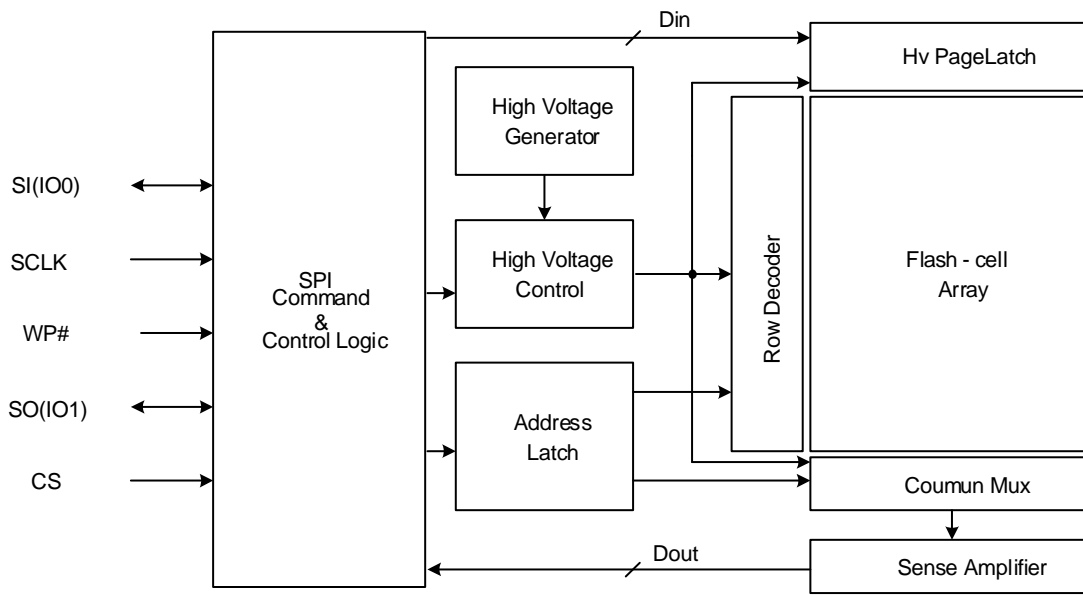 Din
Hv PageLatch
High Voltage
Generator
SI(IO0)
SCLK
WP#
SO(IO1)
CS
SPI
Command
&
Control Logic
High Voltage
Control
Row Decoder
Flash - cell
Array
Address
Latch
Coumun Mux
Dout
Sense Amplifier